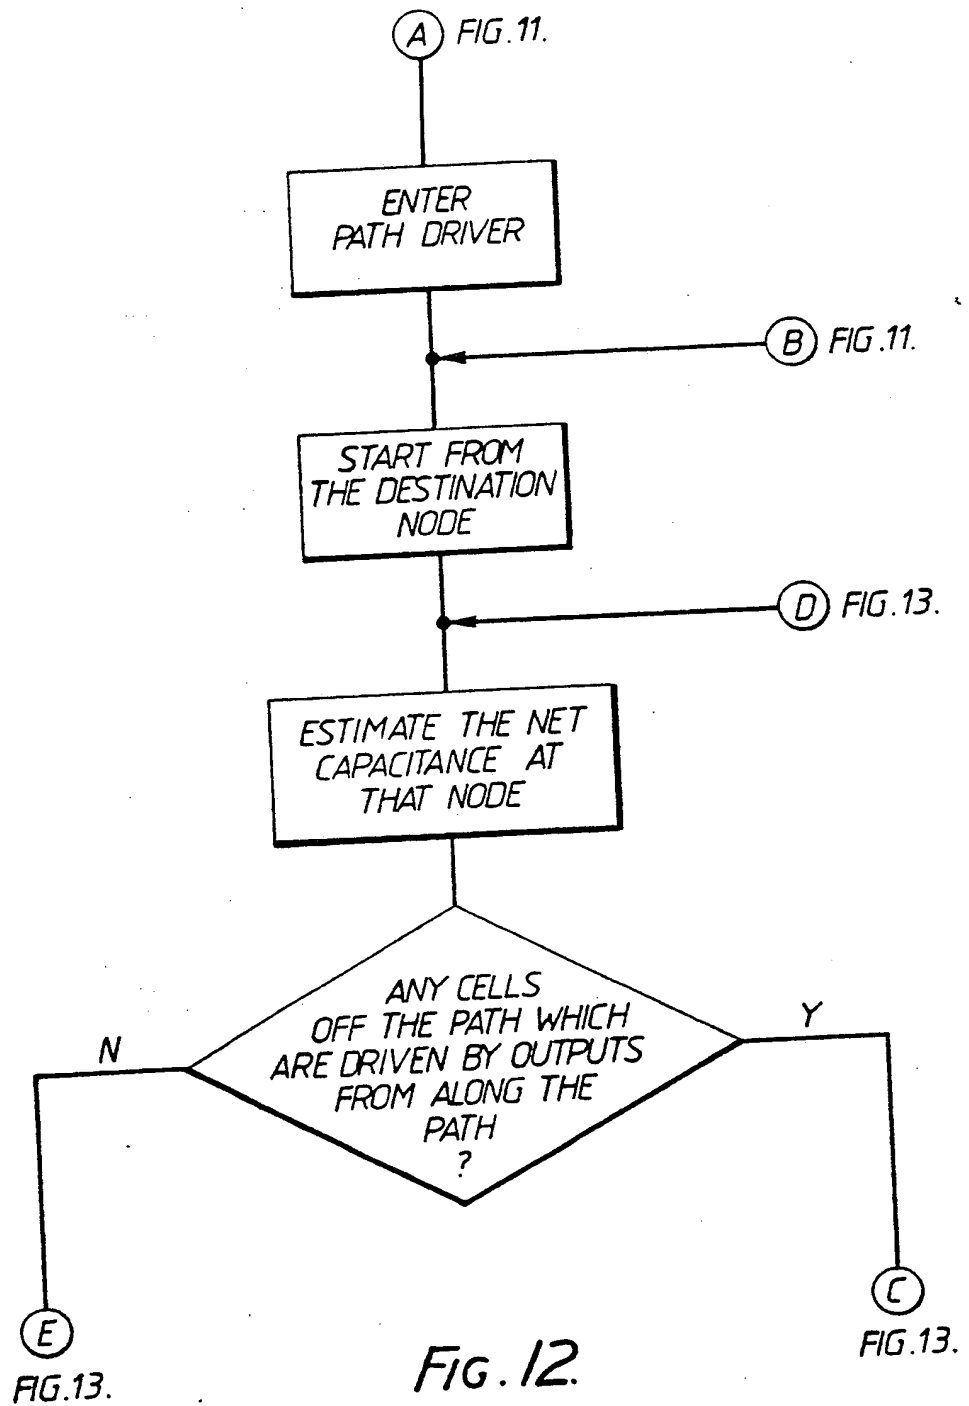 A FIG.11.
ENTER
PATH DRIVER
B FIG.11.
START FROM
THE DESTINATION
NODE
D FIG.13.
ESTIMATE THE NET
CAPACITANCE AT
THAT NODE
ANY CELLS
OFF THE PATH WHICH
ARE DRIVEN BY OUTPUTS
FROM ALONG THE
PATH
?
N
Y
E
FIG.13.
C
FIG.13.
FIG.12.